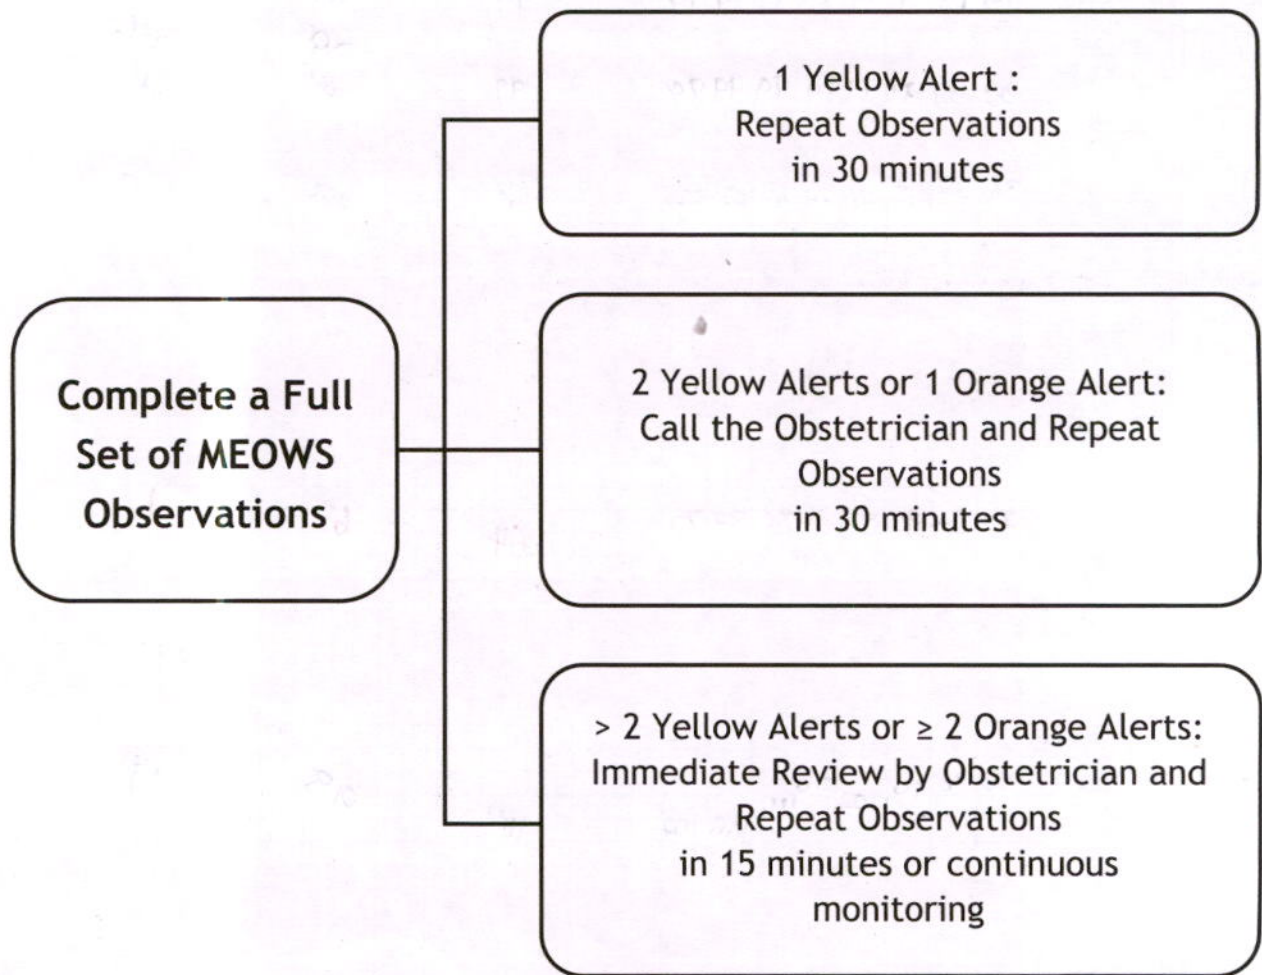 1 Yellow Alert :
Repeat Observations
in 30 minutes
Complete a Full
Set of MEOWS
Observations
2 Yellow Alerts or 1 Orange Alert:
Call the Obstetrician and Repeat
Observations
in 30 minutes
> 2 Yellow Alerts or ≥ 2 Orange Alerts:
Immediate Review by Obstetrician and
Repeat Observations
in 15 minutes or continuous
monitoring